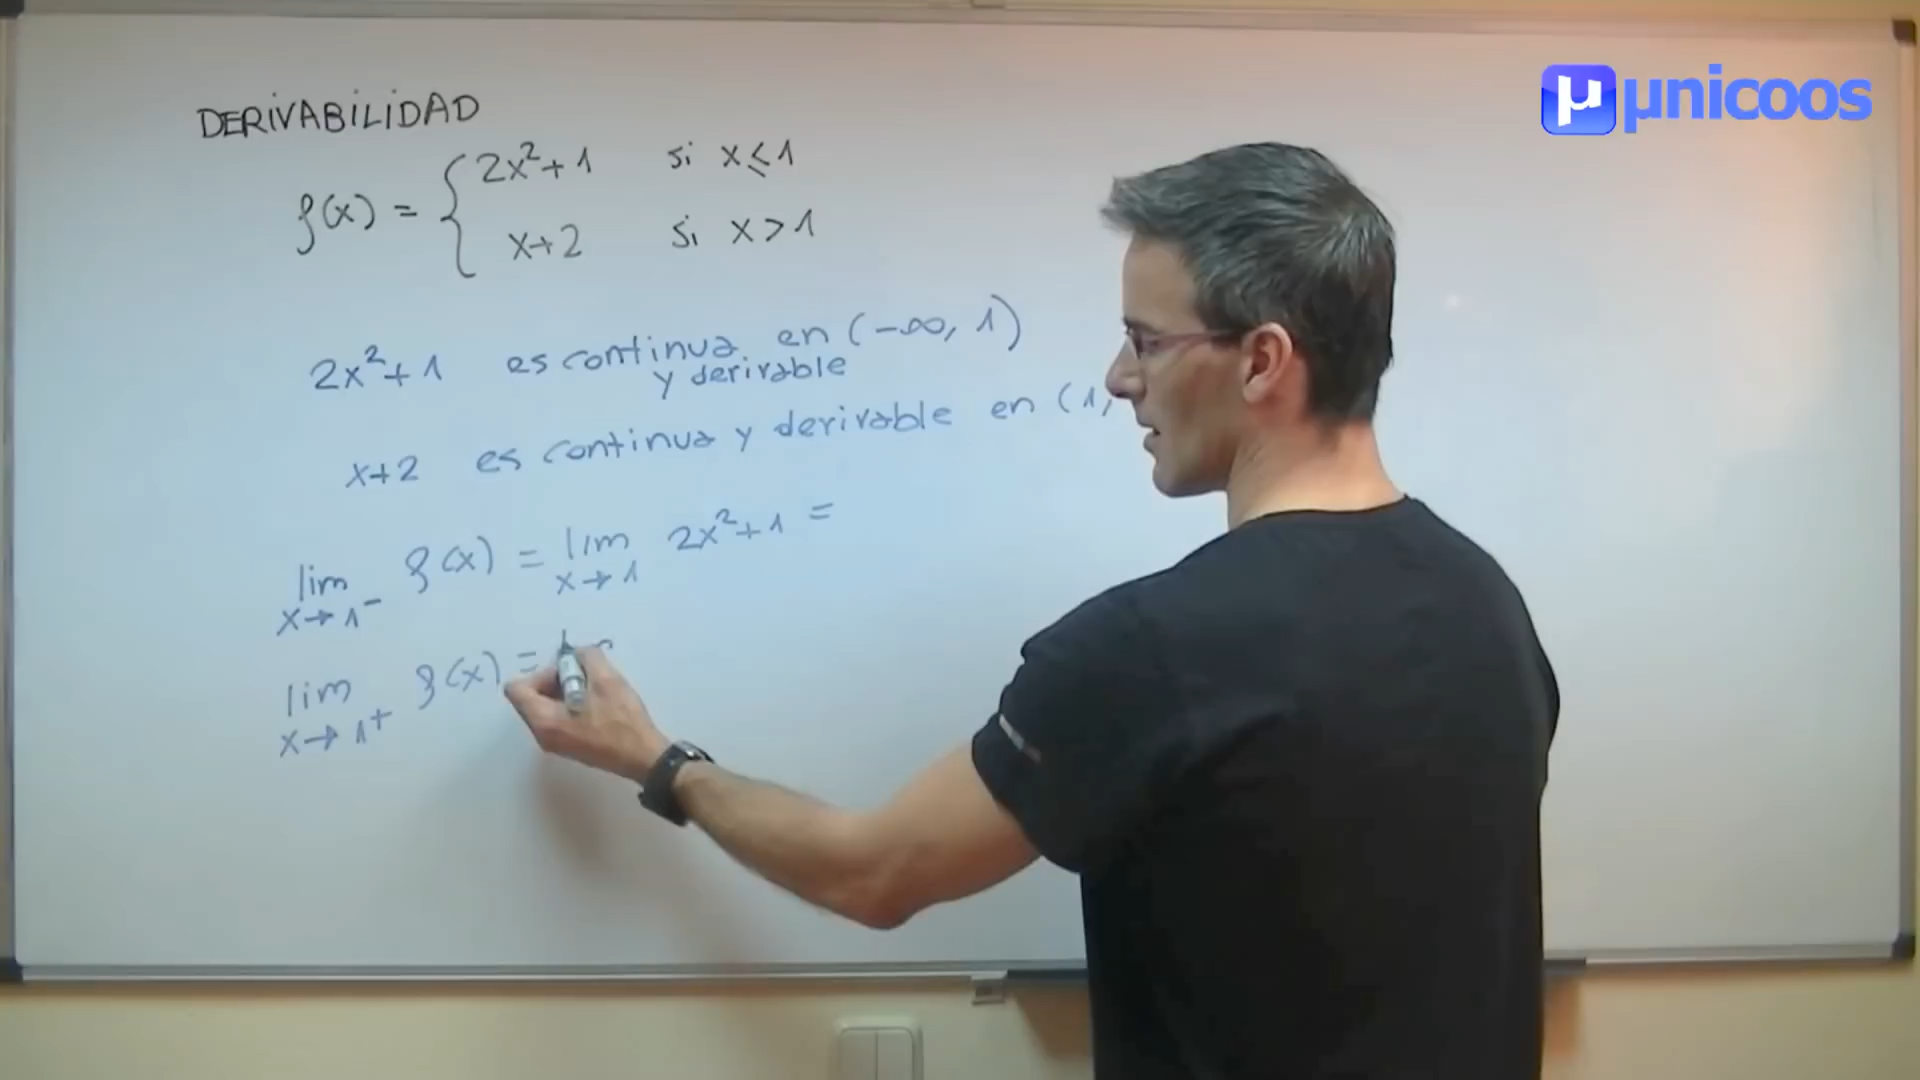 µ µnicoos
DERIVABILIDAD
f(x) = { 2x²+1 si x≤1
x+2 si x>1
2x²+1 es continua en (-∞, 1)
y derivable
x+2 es continua y derivable en (1,
lim x→1⁻ f(x) = lim x→1 2x²+1 =
lim x→1⁺ f(x) =